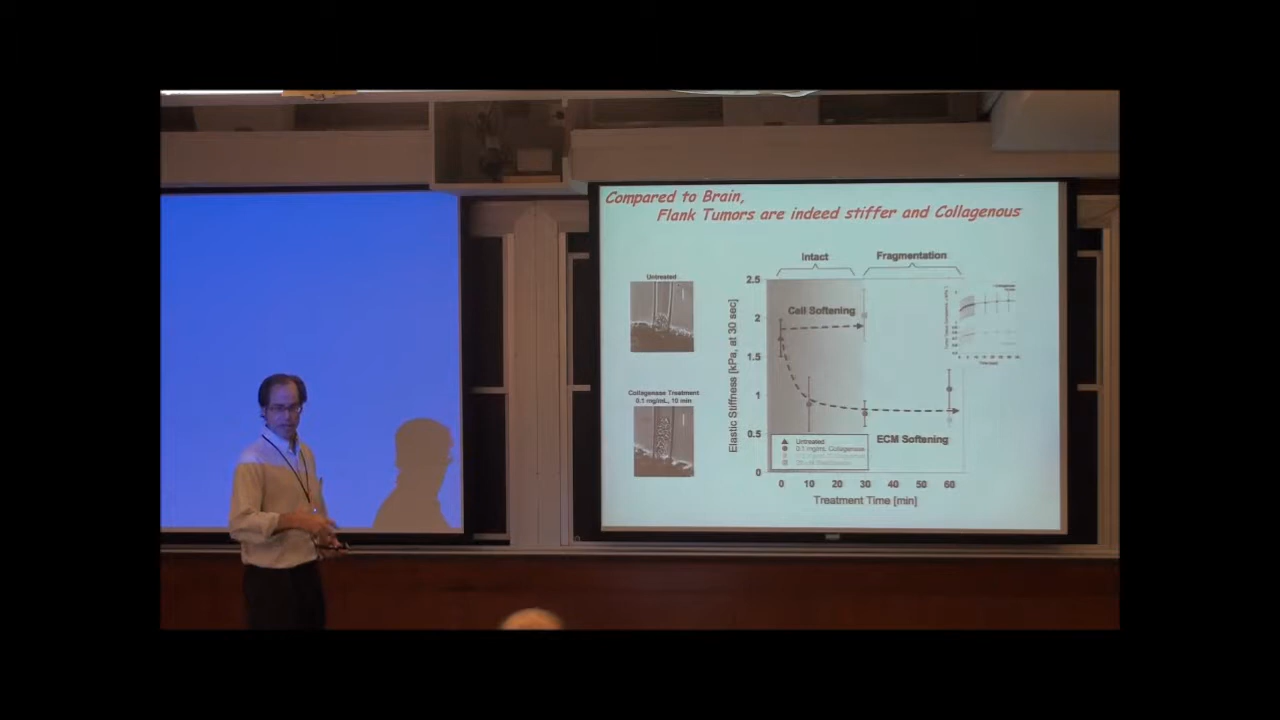 Compared to Brain,
Flank Tumors are indeed stiffer and Collagenous
Untreated
Collagenase Treatment
0.1 mg/mL, 10 min
Intact
Fragmentation
Cell Softening
ECM Softening
Elastic Stiffness [kPa, at 30 sec]
2.5
2
1.5
1
0.5
0
Untreated
0.1 mg/mL Collagenase
0 10 20 30 40 50 60
Treatment Time [min]